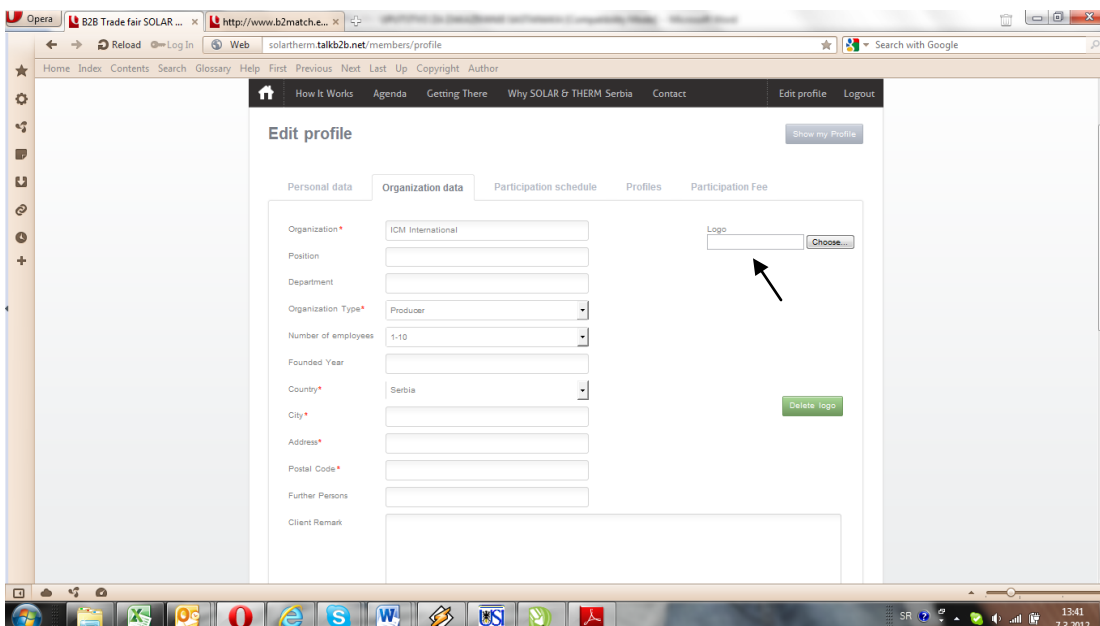 Opera
B2B Trade fair SOLAR ... ×
http://www.b2match.e... ×
Reload Log In Web solartherm.talkb2b.net/members/profile Search with Google
Home Index Contents Search Glossary Help First Previous Next Last Up Copyright Author
How It Works Agenda Getting There Why SOLAR & THERM Serbia Contact Edit profile Logout
Edit profile Show my Profile
Personal data Organization data Participation schedule Profiles Participation Fee
Organization* ICM International Logo
Choose...
Position
Department
Organization Type* Producer
Number of employees 1-10
Founded Year
Country* Serbia
Delete logo
City*
Address*
Postal Code*
Further Persons
Client Remark
SR 13:41
7.3.2012